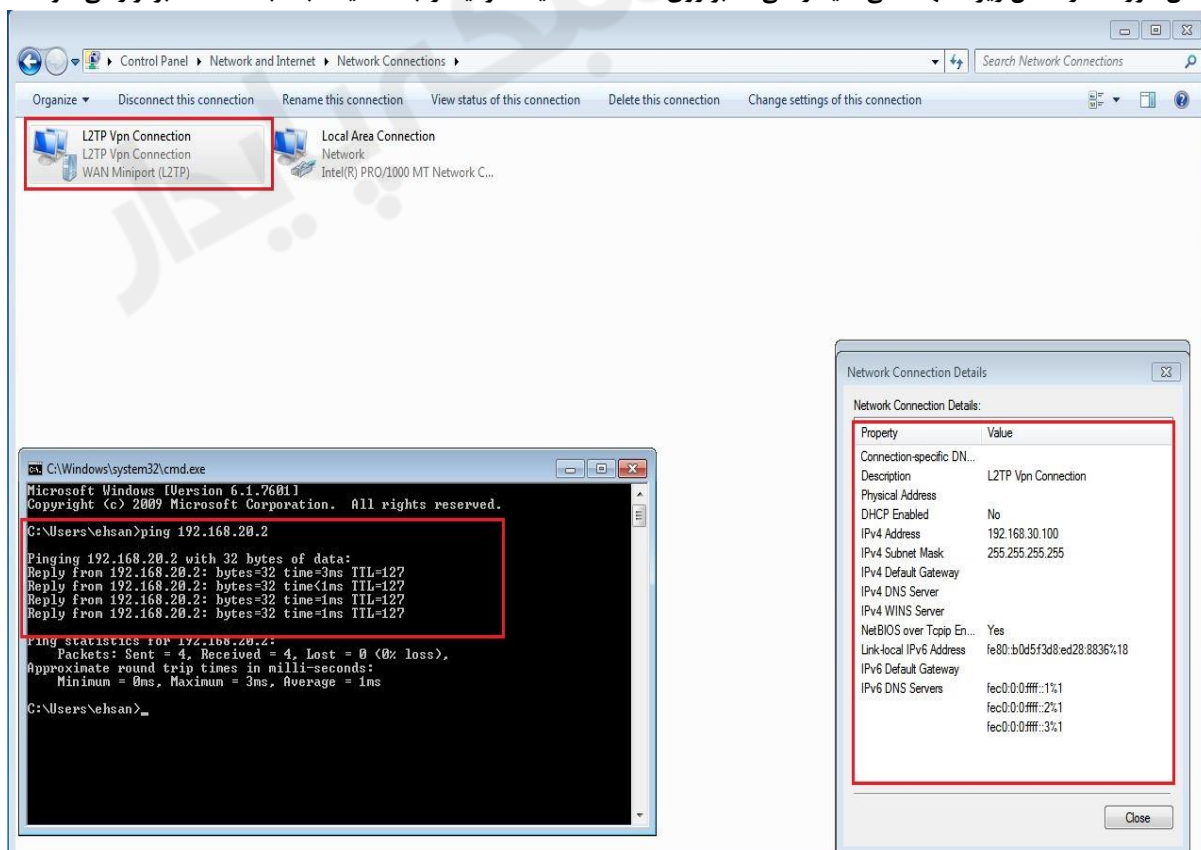 Control Panel ▸ Network and Internet ▸ Network Connections ▸
Search Network Connections
Organize ▾ Disconnect this connection Rename this connection View status of this connection Delete this connection Change settings of this connection
L2TP Vpn Connection
L2TP Vpn Connection
WAN Miniport (L2TP)
Local Area Connection
Network
Intel(R) PRO/1000 MT Network C...
C:\Windows\system32\cmd.exe
Microsoft Windows [Version 6.1.7601]
Copyright (c) 2009 Microsoft Corporation. All rights reserved.
C:\Users\ehsan>ping 192.168.20.2
Pinging 192.168.20.2 with 32 bytes of data:
Reply from 192.168.20.2: bytes=32 time=3ms TTL=127
Reply from 192.168.20.2: bytes=32 time<1ms TTL=127
Reply from 192.168.20.2: bytes=32 time=1ms TTL=127
Reply from 192.168.20.2: bytes=32 time=1ms TTL=127
Ping statistics for 192.168.20.2:
Packets: Sent = 4, Received = 4, Lost = 0 (0% loss),
Approximate round trip times in milli-seconds:
Minimum = 0ms, Maximum = 3ms, Average = 1ms
C:\Users\ehsan>_
Network Connection Details
Network Connection Details:
Property Value
Connection-specific DN...
Description L2TP Vpn Connection
Physical Address
DHCP Enabled No
IPv4 Address 192.168.30.100
IPv4 Subnet Mask 255.255.255.255
IPv4 Default Gateway
IPv4 DNS Server
IPv4 WINS Server
NetBIOS over Tcpip En... Yes
Link-local IPv6 Address fe80::b0d5:f3d8:ed28:8836%18
IPv6 Default Gateway
IPv6 DNS Servers fec0:0:0:ffff::1%1
fec0:0:0:ffff::2%1
fec0:0:0:ffff::3%1
Close